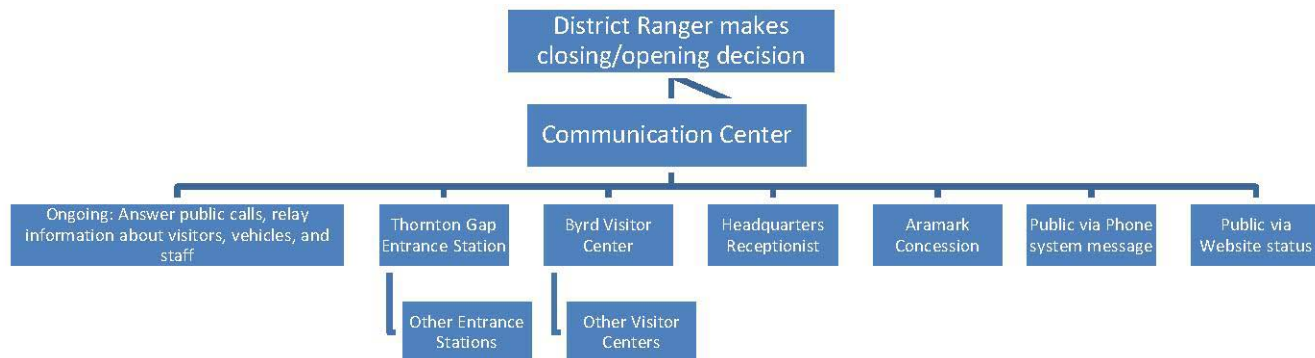 District Ranger makes
closing/opening decision
Communication Center
Ongoing: Answer public calls, relay
information about visitors, vehicles, and
staff
Thornton Gap
Entrance Station
Byrd Visitor
Center
Headquarters
Receptionist
Aramark
Concession
Public via Phone
system message
Public via
Website status
Other Entrance
Stations
Other Visitor
Centers